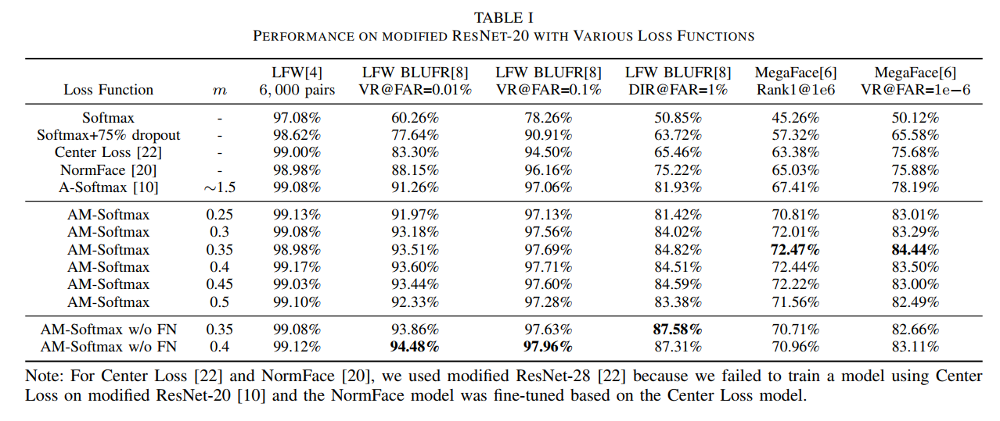 TABLE I
PERFORMANCE ON MODIFIED RESNET-20 WITH VARIOUS LOSS FUNCTIONS
Loss Function m LFW[4] 6,000 pairs LFW BLUFR[8] VR@FAR=0.01% LFW BLUFR[8] VR@FAR=0.1% LFW BLUFR[8] DIR@FAR=1% MegaFace[6] Rank1@1e6 MegaFace[6] VR@FAR=1e−6
Softmax - 97.08% 60.26% 78.26% 50.85% 45.26% 50.12%
Softmax+75% dropout - 98.62% 77.64% 90.91% 63.72% 57.32% 65.58%
Center Loss [22] - 99.00% 83.30% 94.50% 65.46% 63.38% 75.68%
NormFace [20] - 98.98% 88.15% 96.16% 75.22% 65.03% 75.88%
A-Softmax [10] ∼1.5 99.08% 91.26% 97.06% 81.93% 67.41% 78.19%
AM-Softmax 0.25 99.13% 91.97% 97.13% 81.42% 70.81% 83.01%
AM-Softmax 0.3 99.08% 93.18% 97.56% 84.02% 72.01% 83.29%
AM-Softmax 0.35 98.98% 93.51% 97.69% 84.82% 72.47% 84.44%
AM-Softmax 0.4 99.17% 93.60% 97.71% 84.51% 72.44% 83.50%
AM-Softmax 0.45 99.03% 93.44% 97.60% 84.59% 72.22% 83.00%
AM-Softmax 0.5 99.10% 92.33% 97.28% 83.38% 71.56% 82.49%
AM-Softmax w/o FN 0.35 99.08% 93.86% 97.63% 87.58% 70.71% 82.66%
AM-Softmax w/o FN 0.4 99.12% 94.48% 97.96% 87.31% 70.96% 83.11%
Note: For Center Loss [22] and NormFace [20], we used modified ResNet-28 [22] because we failed to train a model using Center
Loss on modified ResNet-20 [10] and the NormFace model was fine-tuned based on the Center Loss model.